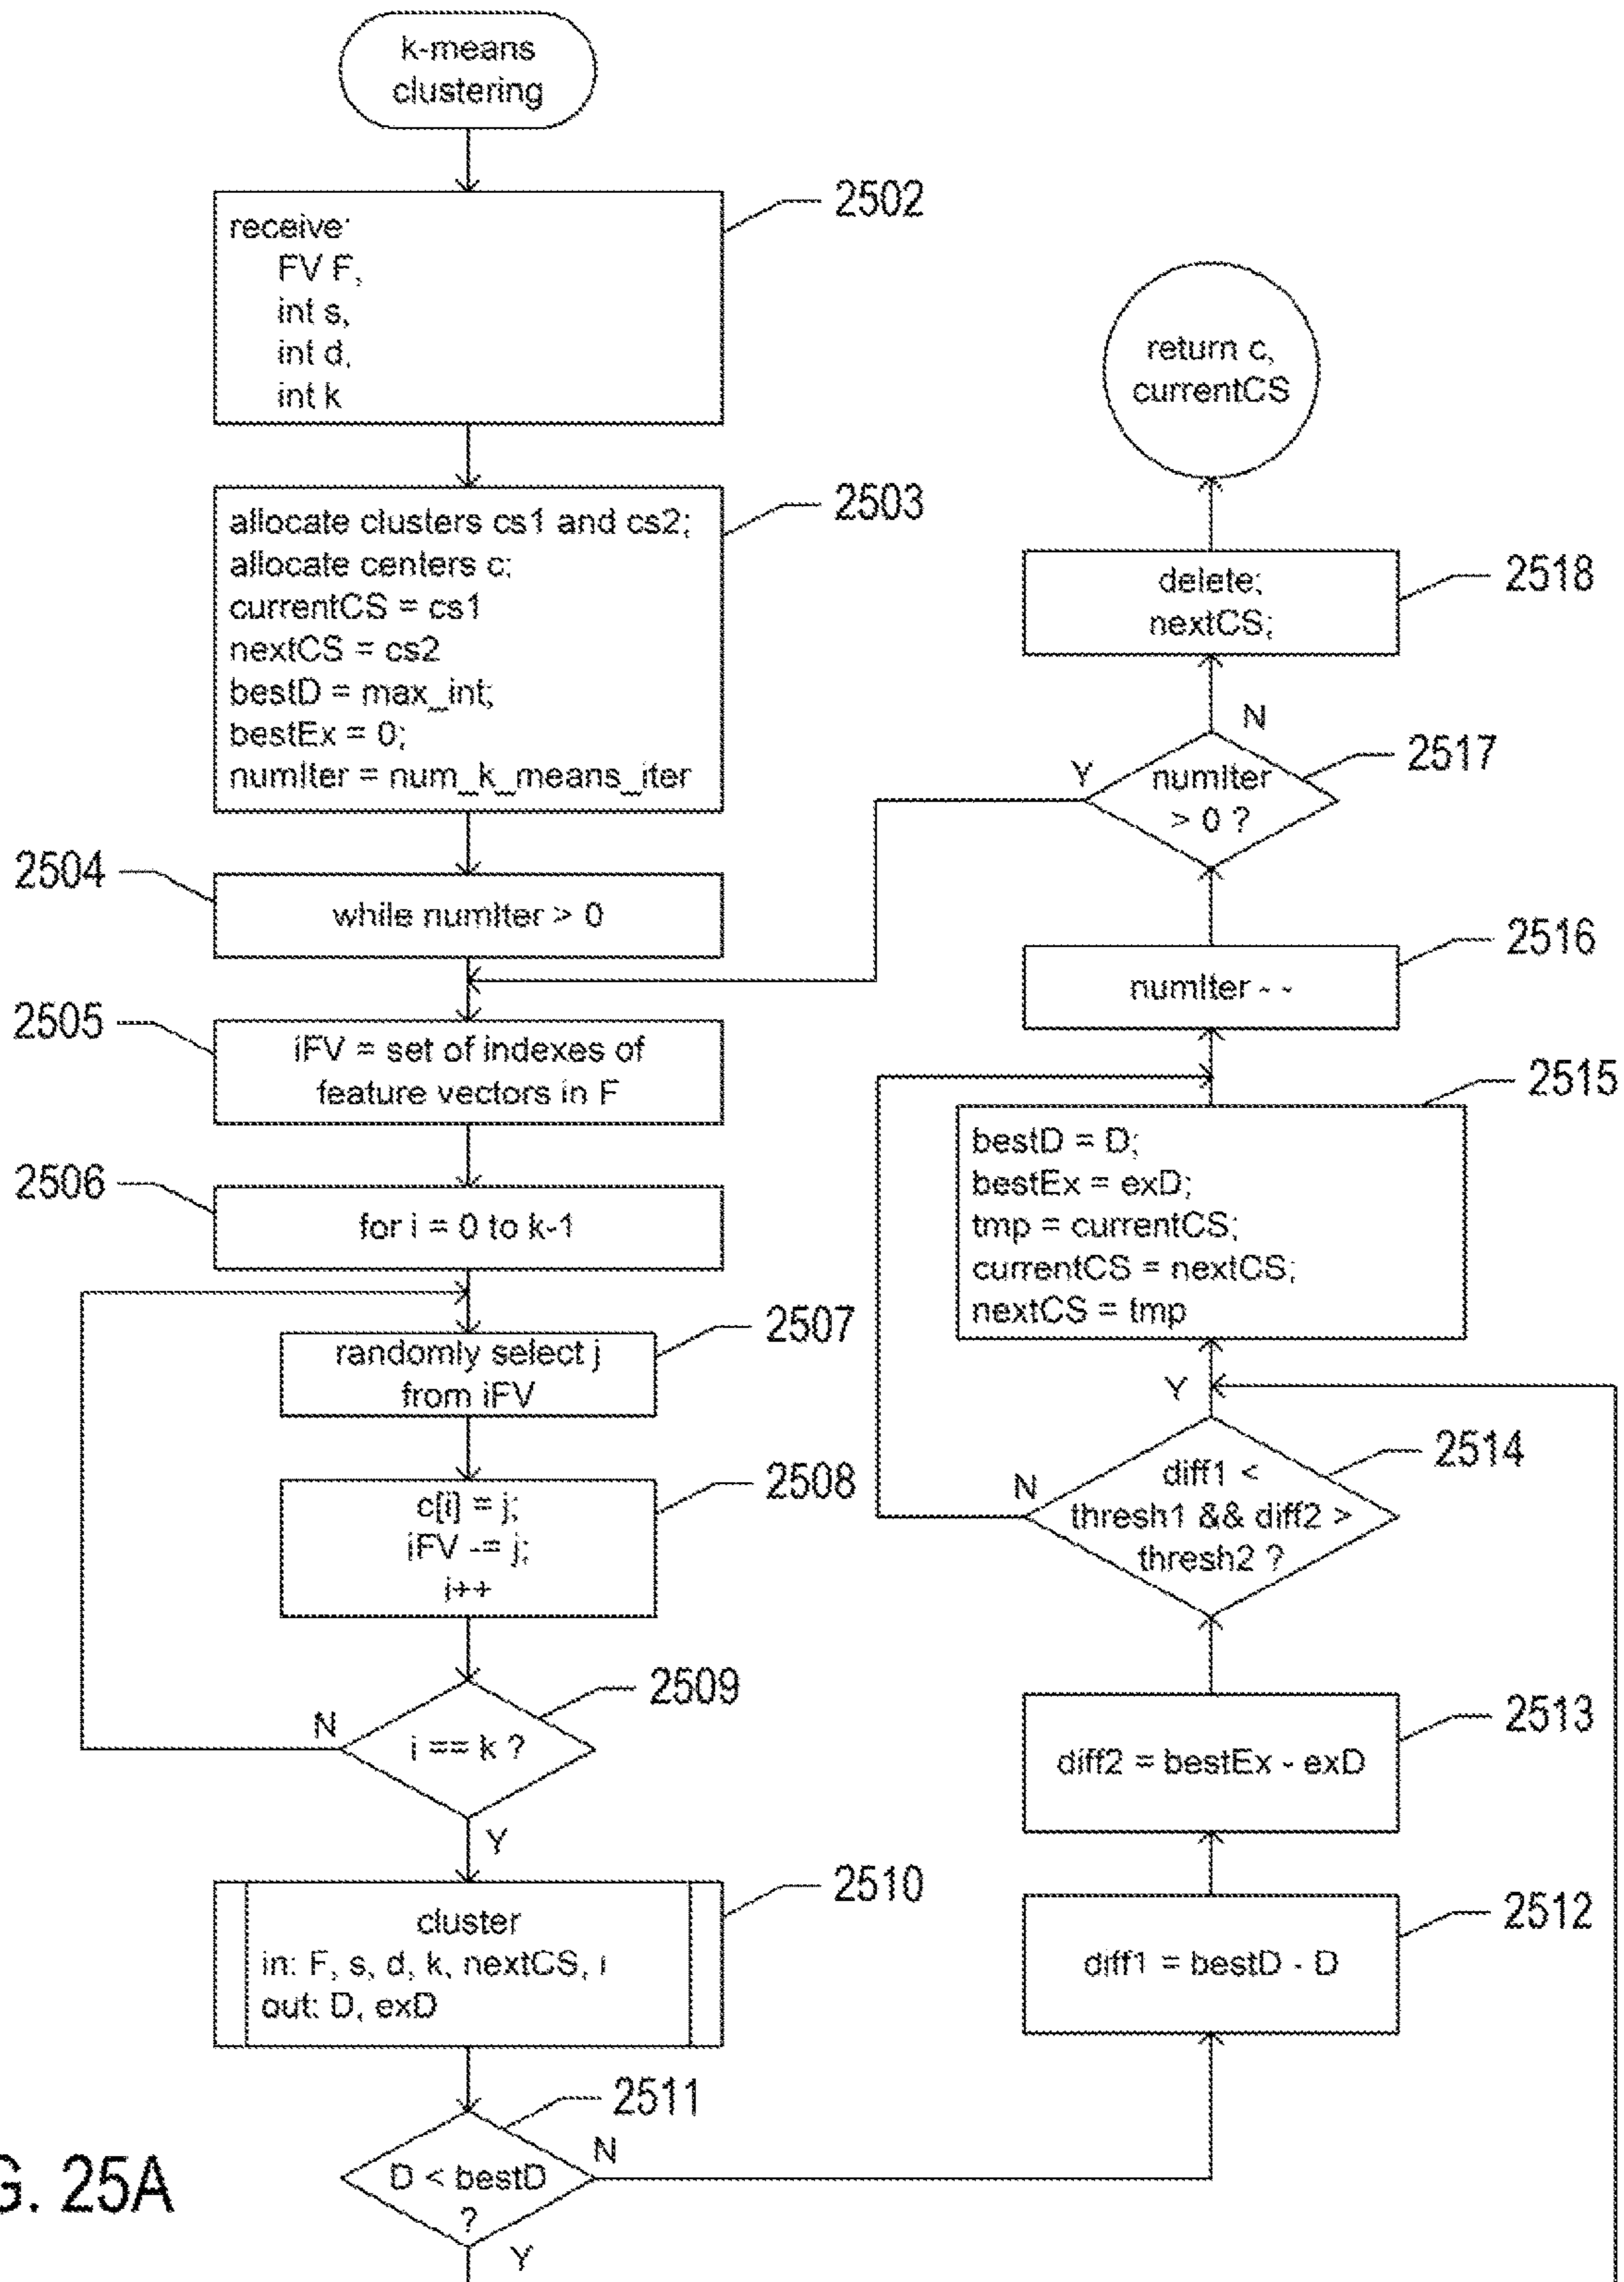 k-means
clustering
2502
receive:
FV F,
int s,
int d,
int k
2503
allocate clusters cs1 and cs2;
allocate centers c;
currentCS = cs1
nextCS = cs2
bestD = max_int;
bestEx = 0;
numIter = num_k_means_iter
2504
while numIter > 0
2505
iFV = set of indexes of
feature vectors in F
2506
for i = 0 to k-1
2507
randomly select j
from iFV
2508
c[i] = j;
iFV -= j;
i++
2509
N
i == k ?
Y
2510
cluster
in: F, s, d, k, nextCS, i
out: D, exD
2511
N
D < bestD
?
Y
2512
diff1 = bestD - D
2513
diff2 = bestEx - exD
2514
Y
N
diff1 <
thresh1 && diff2 >
thresh2 ?
2515
bestD = D;
bestEx = exD;
tmp = currentCS;
currentCS = nextCS;
nextCS = tmp
2516
numIter - -
2517
N
Y
numIter
> 0 ?
2518
delete;
nextCS;
return c,
currentCS
G. 25A